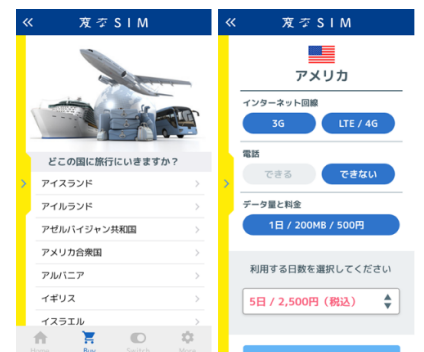 変なSIM
どこの国に旅行にいきますか？
アイスランド
アイルランド
アゼルバイジャン共和国
アメリカ合衆国
アルバニア
イギリス
イスラエル
Home Buy Switch More
変なSIM
アメリカ
インターネット回線
3G LTE / 4G
電話
できる できない
データ量と料金
1日 / 200MB / 500円
利用する日数を選択してください
5日 / 2,500円（税込）